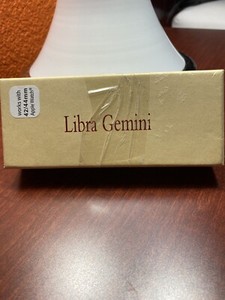 works with
42/44mm
Apple Watch®
Libra Gemini